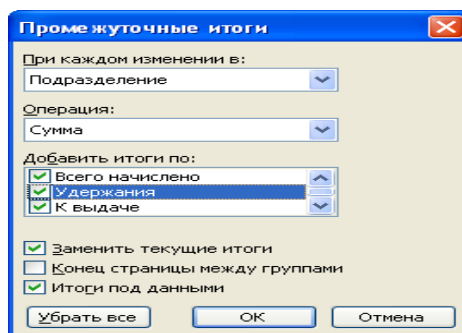 Промежуточные итоги
При каждом изменении в:
Подразделение
Операция:
Сумма
Добавить итоги по:
Всего начислено
Удержания
К выдаче
Заменить текущие итоги
Конец страницы между группами
Итоги под данными
Убрать все ОК Отмена